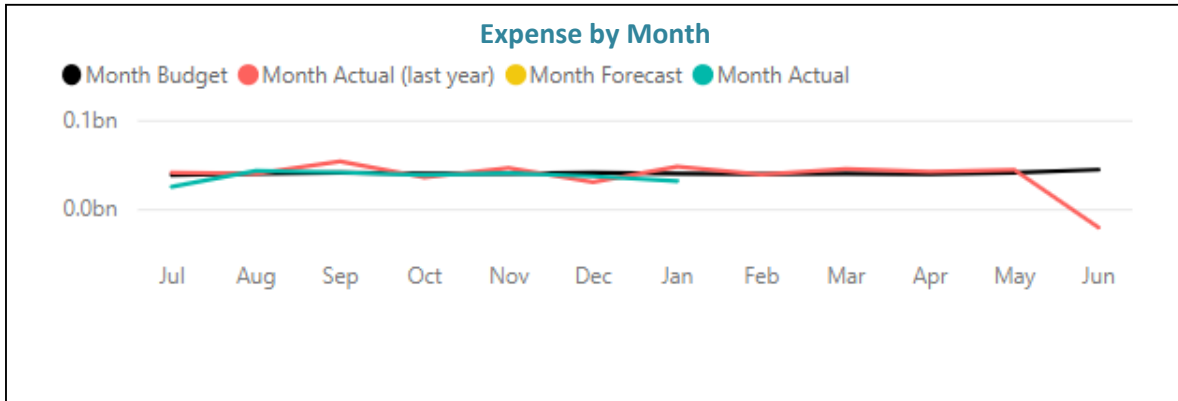 Expense by Month
Month Budget Month Actual (last year) Month Forecast Month Actual
0.1bn
0.0bn
Jul Aug Sep Oct Nov Dec Jan Feb Mar Apr May Jun